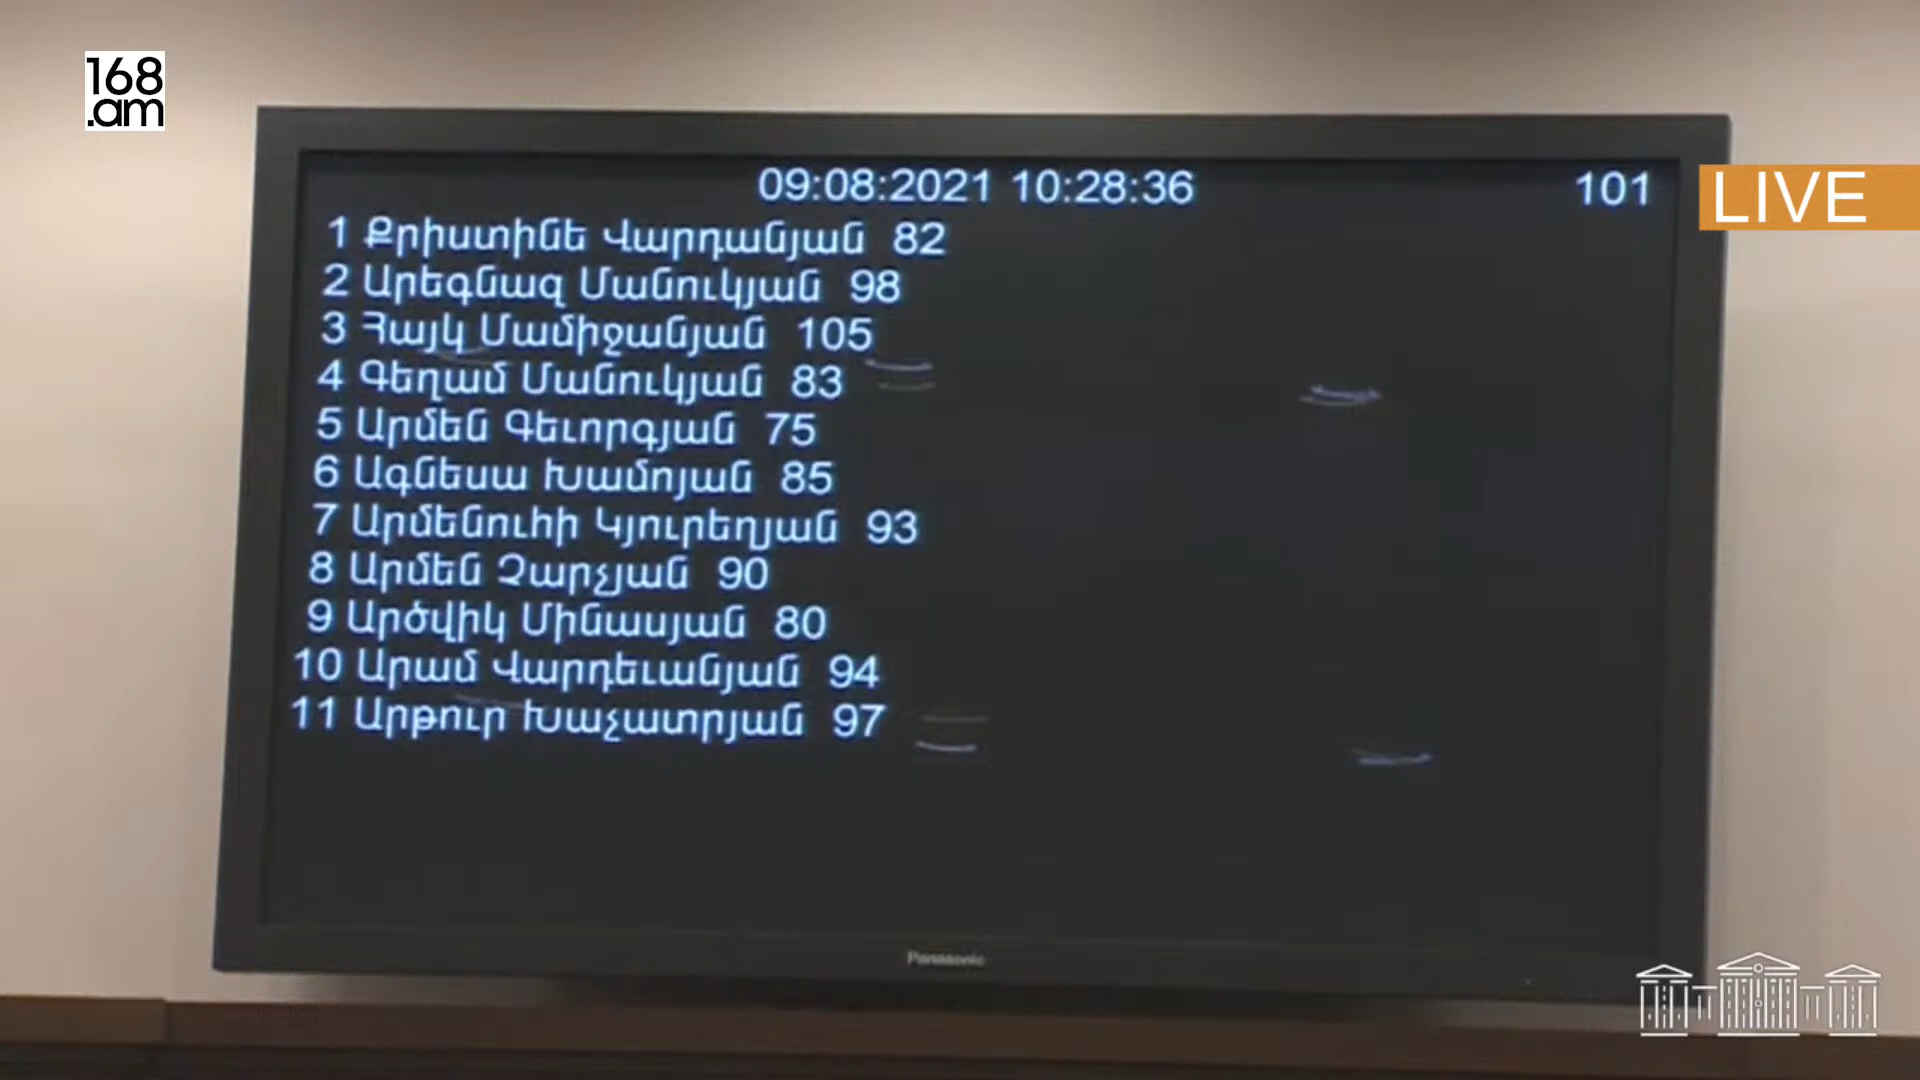 168
.am
09:08:2021 10:28:36 101
LIVE
1 Քրիստինե Վարդանյան 82
2 Արեգնազ Մանուկյան 98
3 Հայկ Մամիջանյան 105
4 Գեղամ Մանուկյան 83
5 Արմեն Գեւորգյան 75
6 Ագնեսա Խամոյան 85
7 Արմենուհի Կյուրեղյան 93
8 Արմեն Չարչյան 90
9 Արծվիկ Մինասյան 80
10 Արամ Վարդեւանյան 94
11 Արթուր Խաչատրյան 97
Panasonic